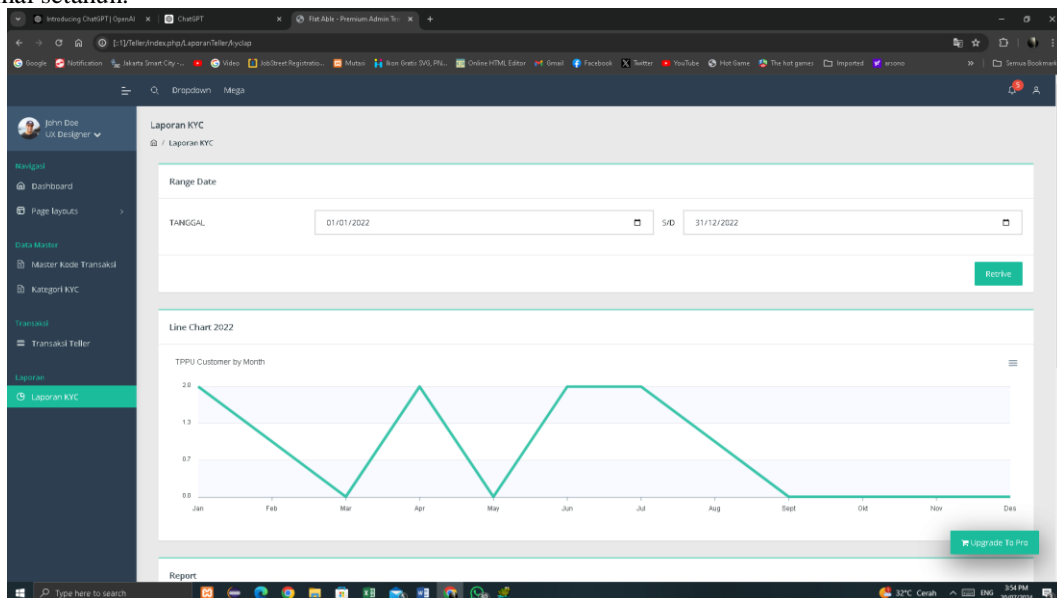 setahun.
Introducing ChatGPT | OpenAI
ChatGPT
Flat Able - Premium Admin
[::1]/Teller/index.php/LaporanTeller/kyclap
Google
Notification
Jakarta Smart City -...
Video
JobStreet Registratio...
Mutasi
Ikon Gratis SVG, PN...
Online HTML Editor
Gmail
Facebook
Twitter
YouTube
Hot Game
The hot games
Imported
arsono
»
Semua Bookmark
Dropdown Mega
5
John Doe
UX Designer
Laporan KYC
/ Laporan KYC
Navigasi
Dashboard
Page layouts
Data Master
Master Kode Transaksi
Kategori KYC
Transaksi
Transaksi Teller
Laporan
Laporan KYC
Range Date
TANGGAL 01/01/2022 S/D 31/12/2022
Retrive
Line Chart 2022
TPPU Customer by Month
2.0
1.3
0.7
0.0
Jan Feb Mar Apr May Jun Jul Aug Sept Okt Nov Des
Upgrade To Pro
Report
Type here to search
32°C Cerah
ENG
3:54 PM